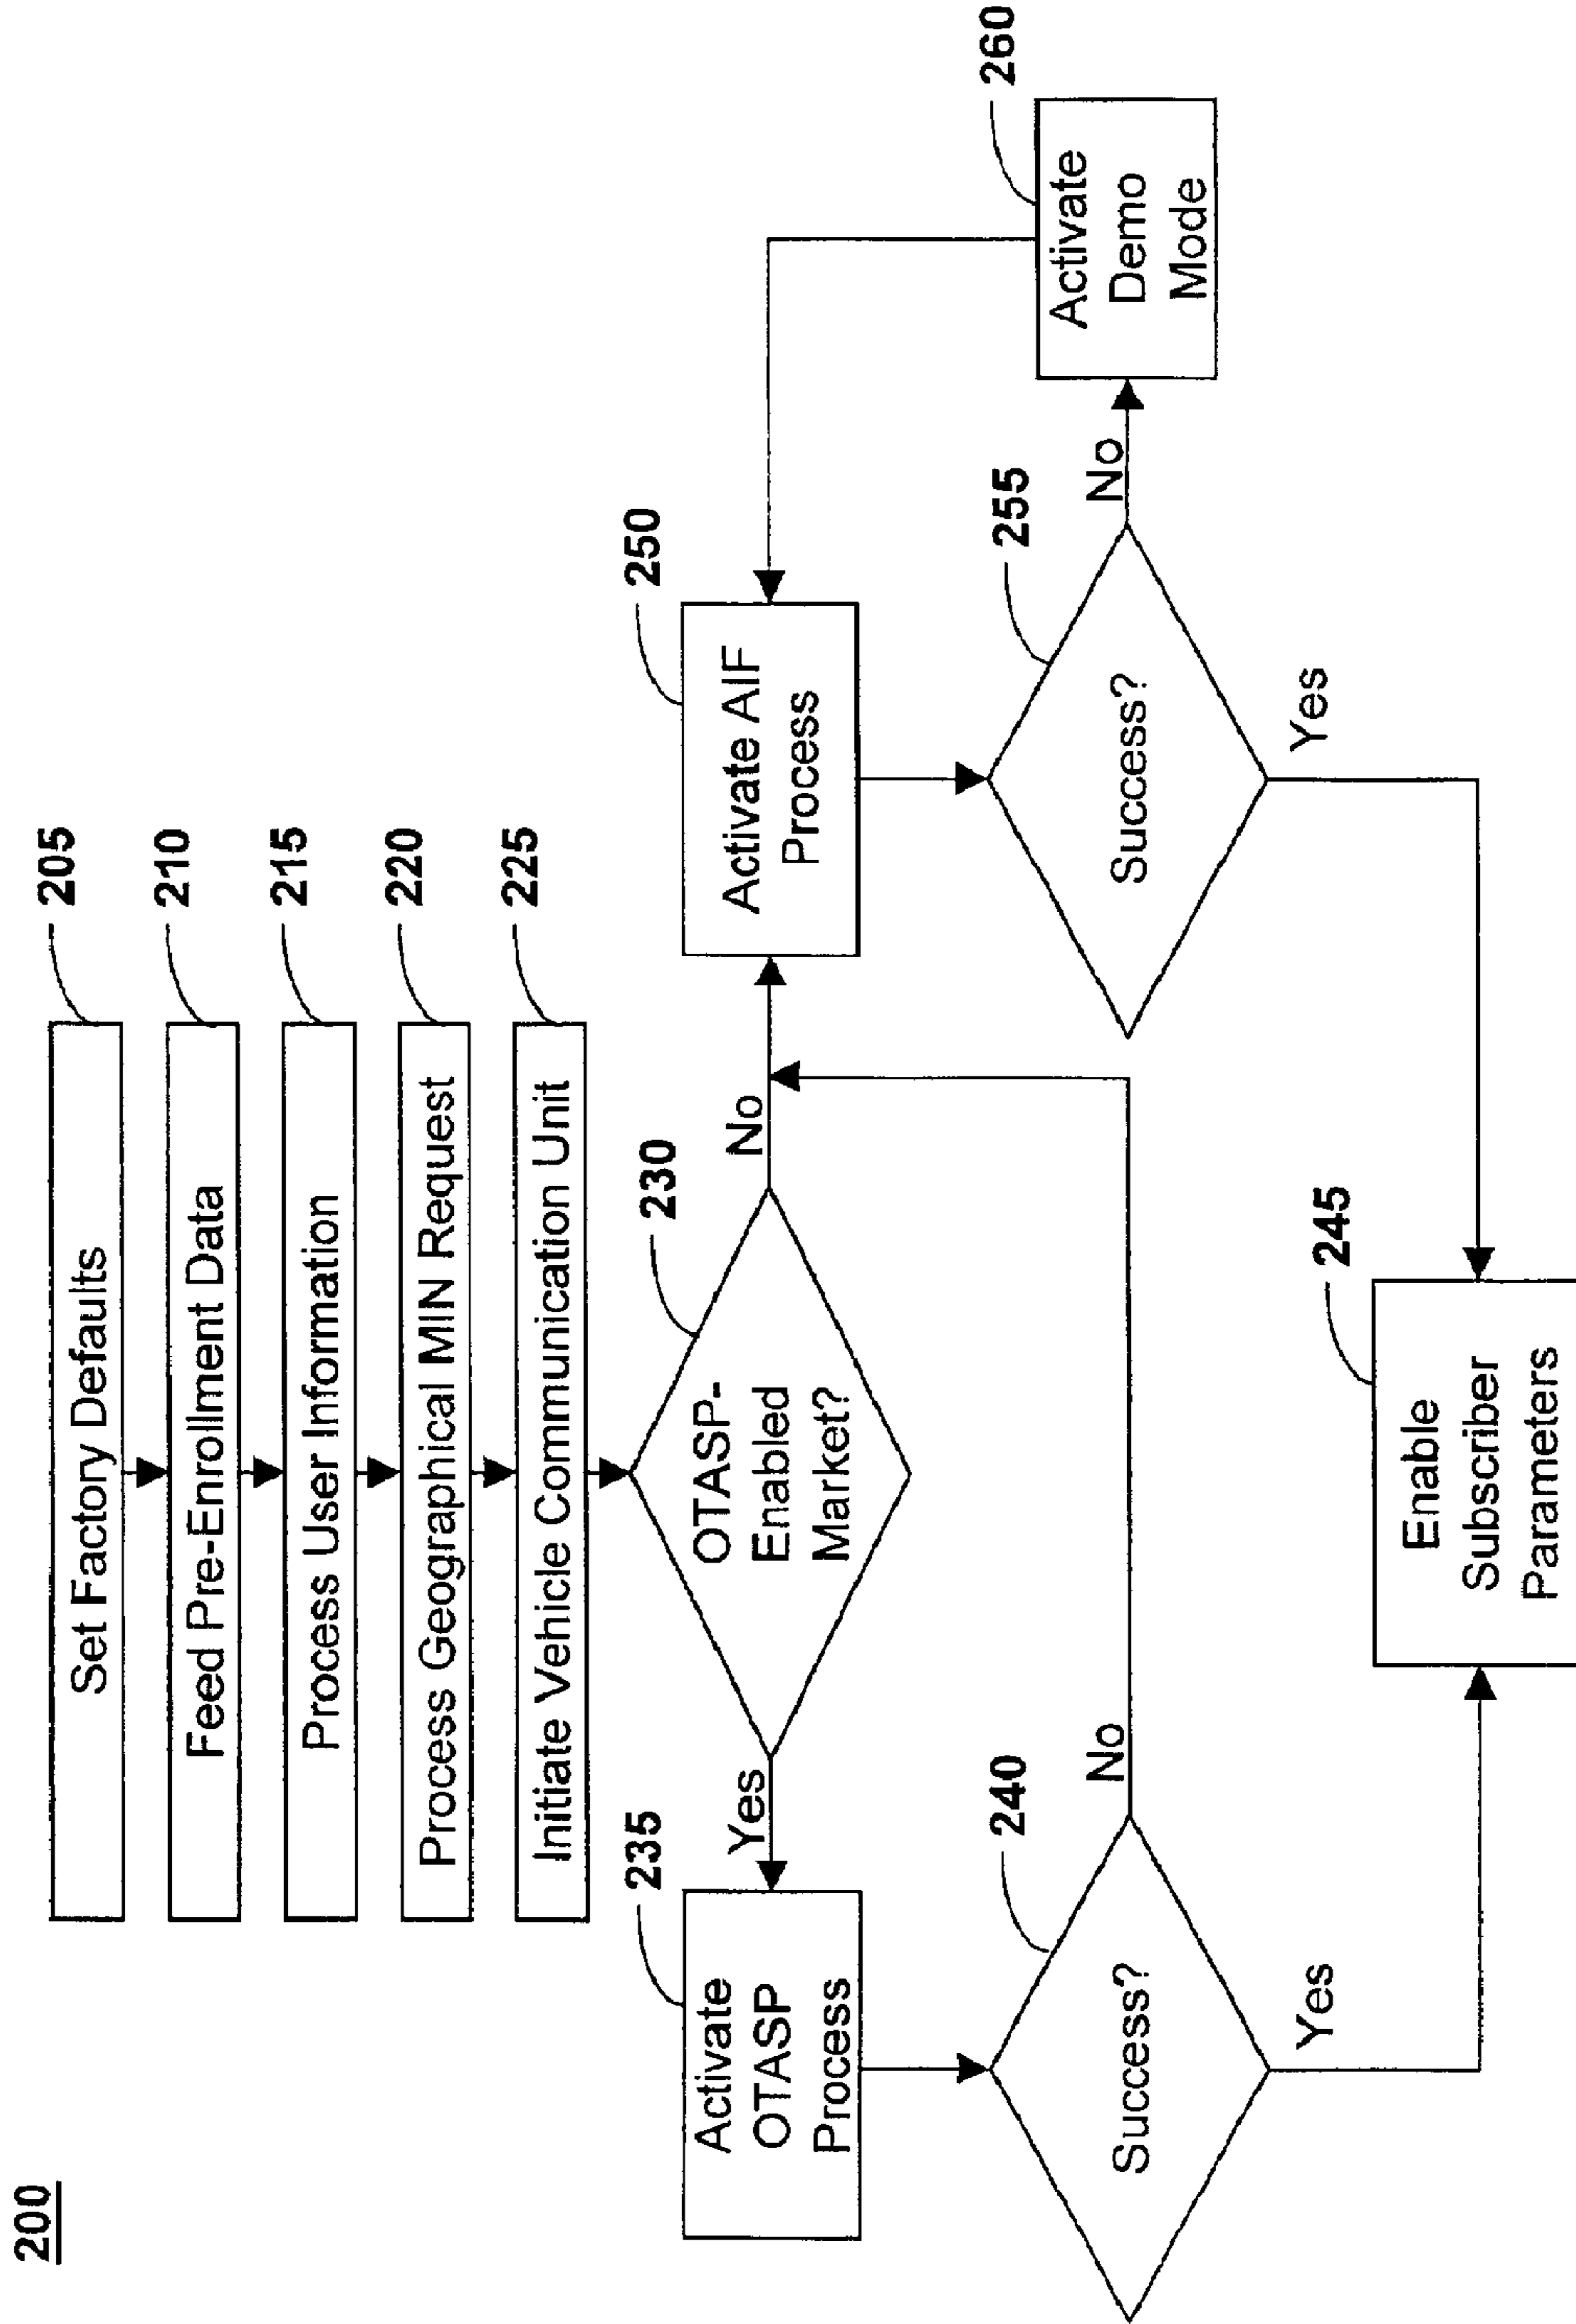 200
Set Factory Defaults
205
Feed Pre-Enrollment Data
210
Process User Information
215
Process Geographical MIN Request
220
Initiate Vehicle Communication Unit
225
OTASP-
Enabled
Market?
230
Yes
No
Activate
OTASP
Process
235
Activate AIF
Process
250
Success?
240
No
Yes
Success?
255
No
Yes
Activate
Demo
Mode
260
Enable
Subscriber
Parameters
245